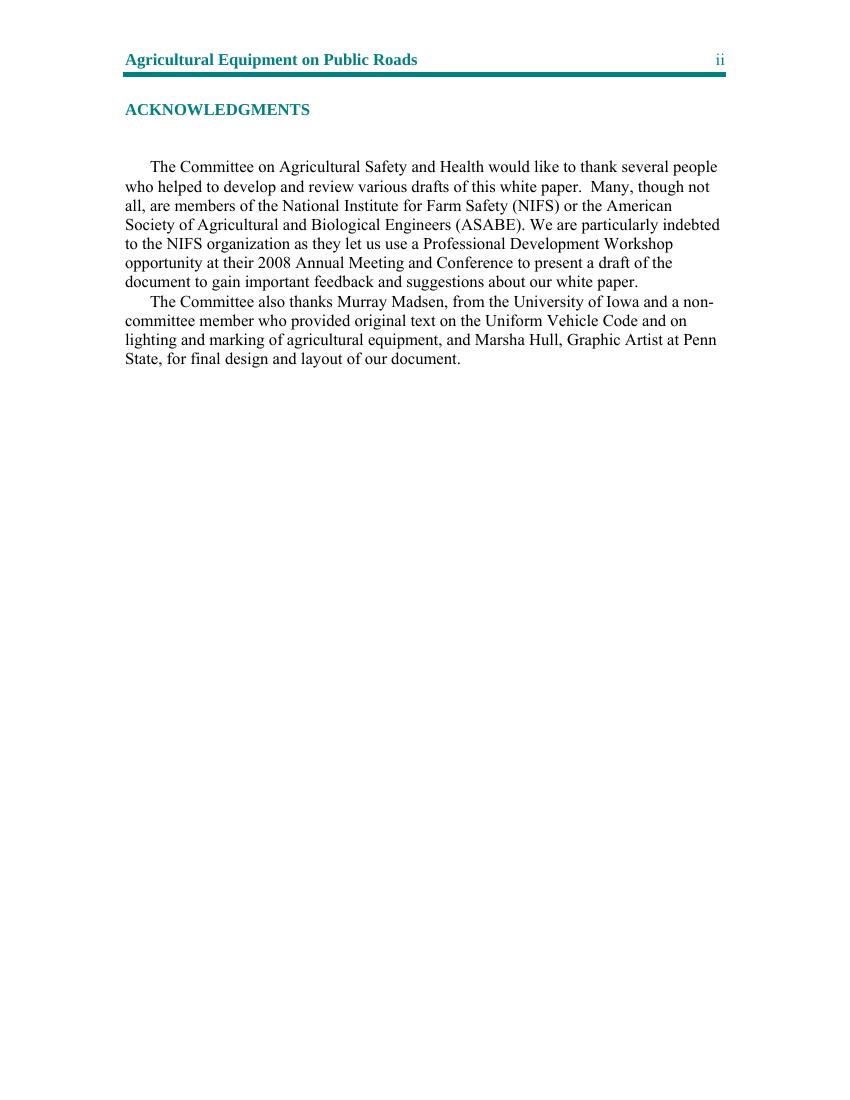 Agricultural Equipment on Public Roads ii
ACKNOWLEDGMENTS
The Committee on Agricultural Safety and Health would like to thank several people
who helped to develop and review various drafts of this white paper.  Many, though not
all, are members of the National Institute for Farm Safety (NIFS) or the American
Society of Agricultural and Biological Engineers (ASABE). We are particularly indebted
to the NIFS organization as they let us use a Professional Development Workshop
opportunity at their 2008 Annual Meeting and Conference to present a draft of the
document to gain important feedback and suggestions about our white paper.
The Committee also thanks Murray Madsen, from the University of Iowa and a non-
committee member who provided original text on the Uniform Vehicle Code and on
lighting and marking of agricultural equipment, and Marsha Hull, Graphic Artist at Penn
State, for final design and layout of our document.